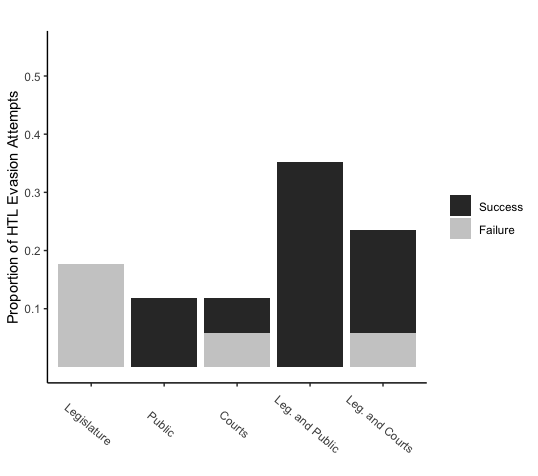 Proportion of HTL Evasion Attempts
0.5
0.4
0.3
0.2
0.1
Legislature
Public
Courts
Leg. and Public
Leg. and Courts
Success
Failure